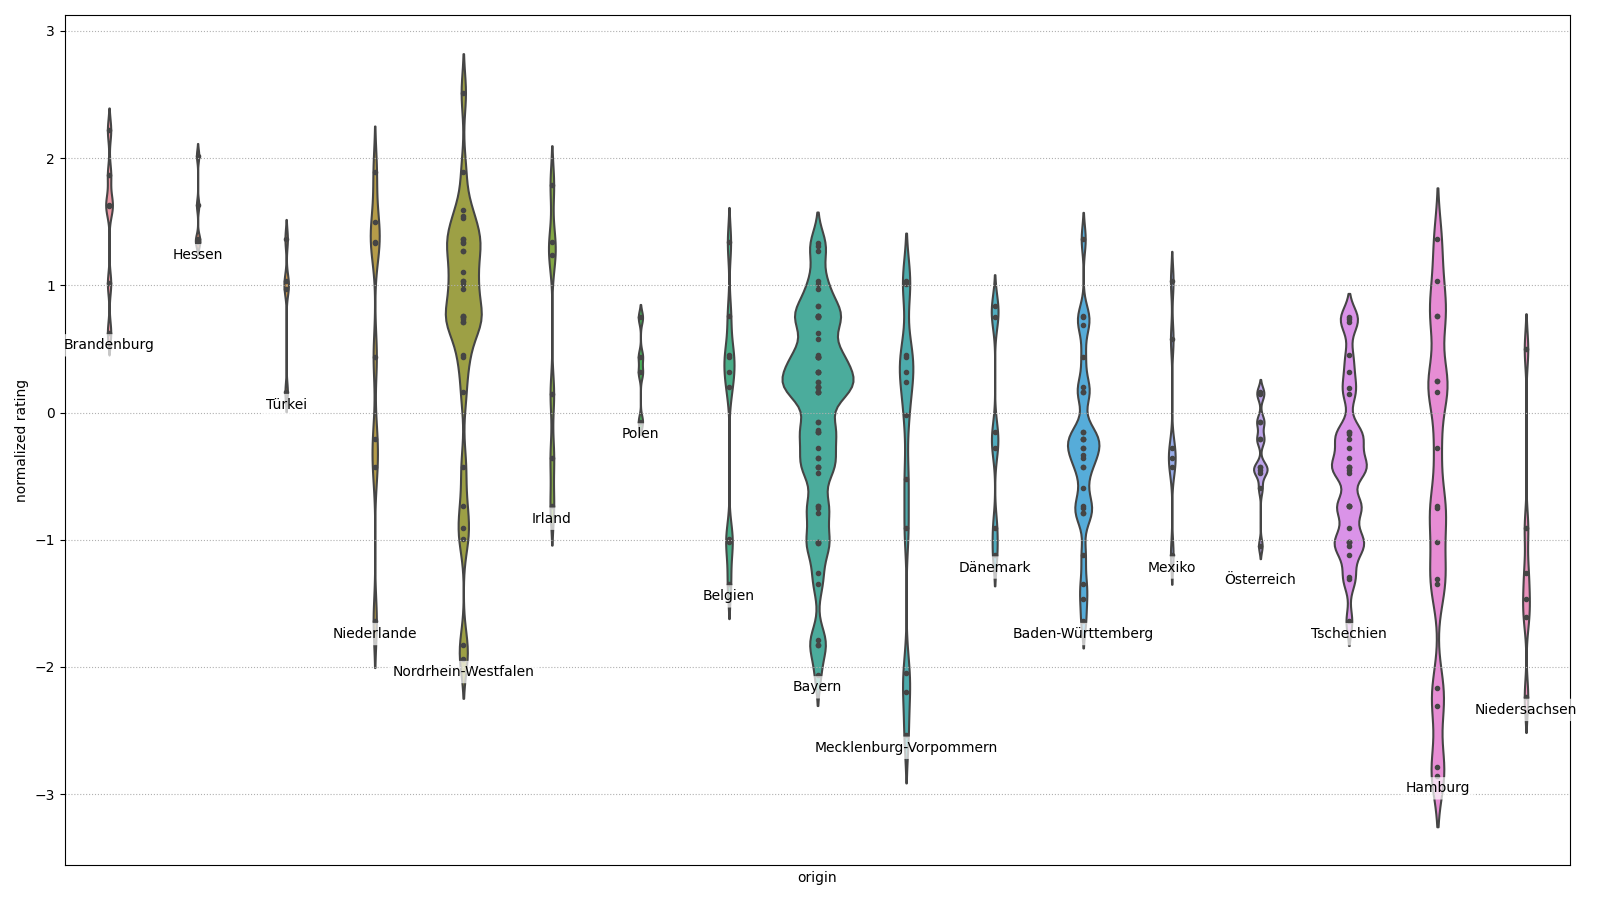 3
2
1
0
−1
−2
−3
normalized rating
Brandenburg
Hessen
Türkei
Niederlande
Nordrhein-Westfalen
Irland
Polen
Belgien
Bayern
Mecklenburg-Vorpommern
Dänemark
Baden-Württemberg
Mexiko
Österreich
Tschechien
Hamburg
Niedersachsen
origin